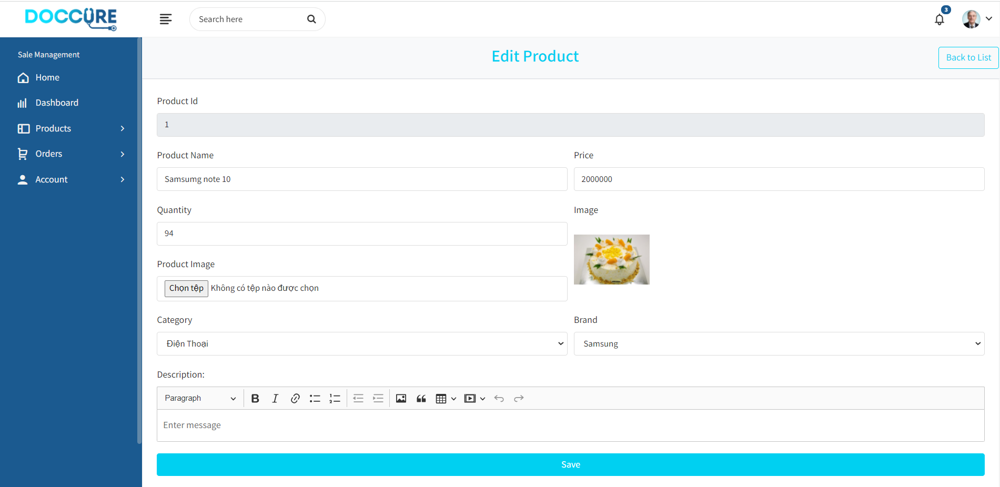 DOCCURE
Search here
3
Sale Management
Home
Dashboard
Products
Orders
Account
Edit Product
Back to List
Product Id
1
Product Name
Price
Samsumg note 10
2000000
Quantity
Image
94
Product Image
Chọn tệp Không có tệp nào được chọn
Category
Brand
Điện Thoại
Samsung
Description:
Paragraph
Enter message
Save